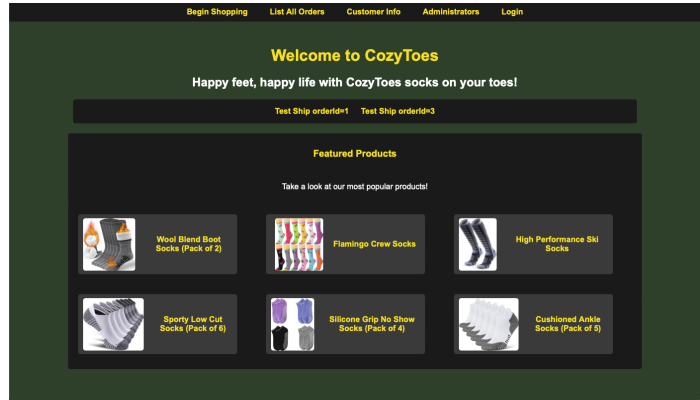 Begin Shopping List All Orders Customer Info Administrators Login
Welcome to CozyToes
Happy feet, happy life with CozyToes socks on your toes!
Test Ship orderId=1 Test Ship orderId=3
Featured Products
Take a look at our most popular products!
Wool Blend Boot
Socks (Pack of 2)
Flamingo Crew Socks
High Performance Ski
Socks
Sporty Low Cut
Socks (Pack of 6)
Silicone Grip No Show
Socks (Pack of 4)
Cushioned Ankle
Socks (Pack of 5)